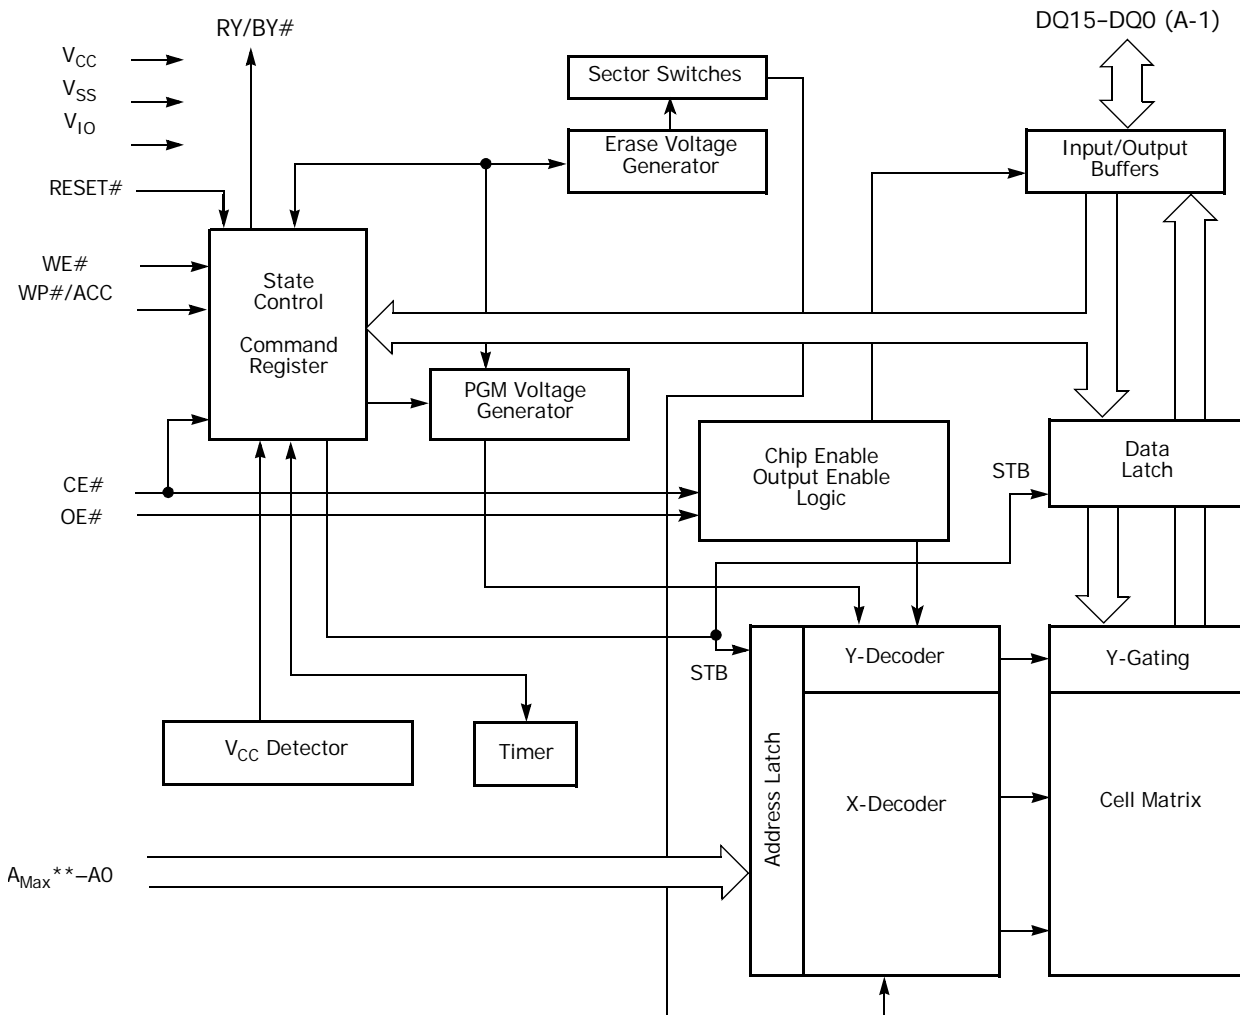 RY/BY#
DQ15–DQ0 (A-1)
VCC
VSS
VIO
RESET#
WE#
WP#/ACC
CE#
OE#
AMax**–A0
Sector Switches
Erase Voltage
Generator
Input/Output
Buffers
State
Control
Command
Register
PGM Voltage
Generator
Chip Enable
Output Enable
Logic
STB
Data
Latch
STB
Y-Decoder
Y-Gating
VCC Detector
Timer
Address Latch
X-Decoder
Cell Matrix